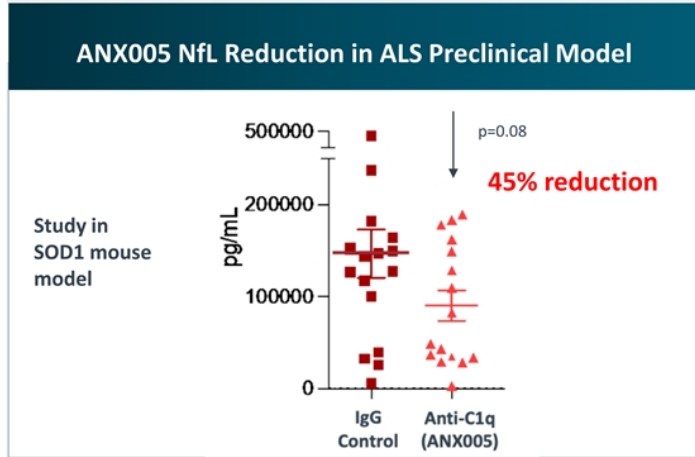 ANX005 NfL Reduction in ALS Preclinical Model
500000
p=0.08
45% reduction
200000
Study in
SOD1 mouse
model
pg/mL
100000
0
IgG
Control
Anti-C1q
(ANX005)